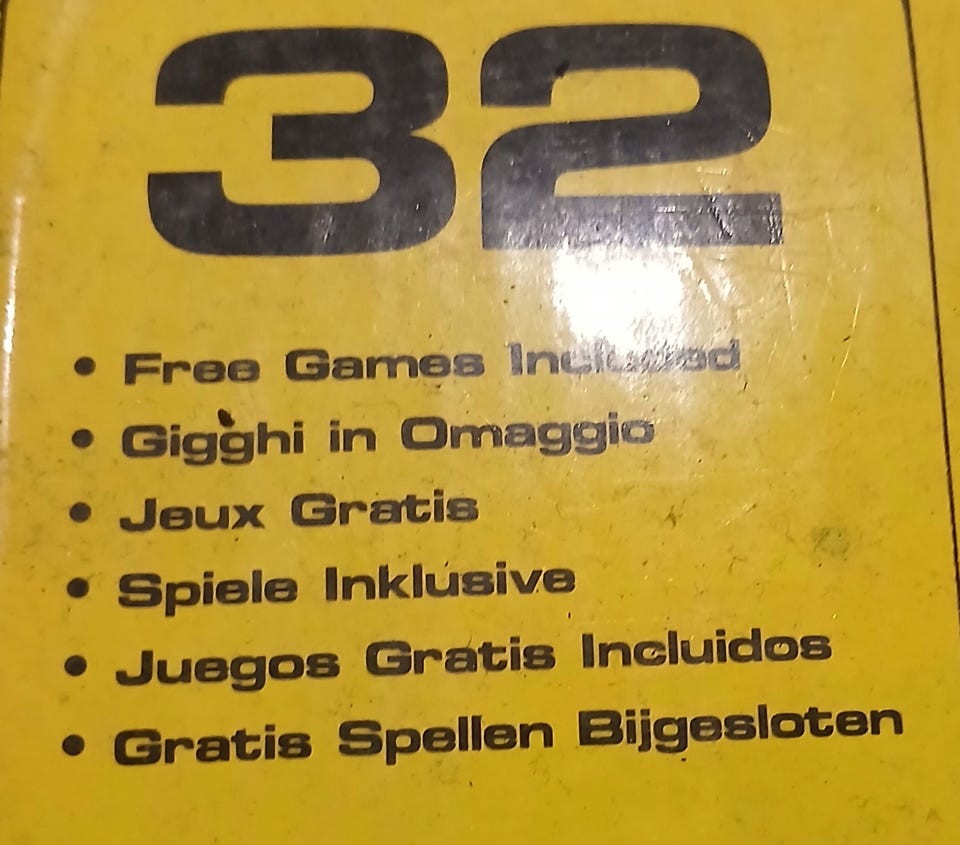 32
• Free Games Included
• Gigghi in Omaggio
• Jeux Gratis
• Spiele Inklusive
• Juegos Gratis Incluidos
• Gratis Spellen Bijgesloten